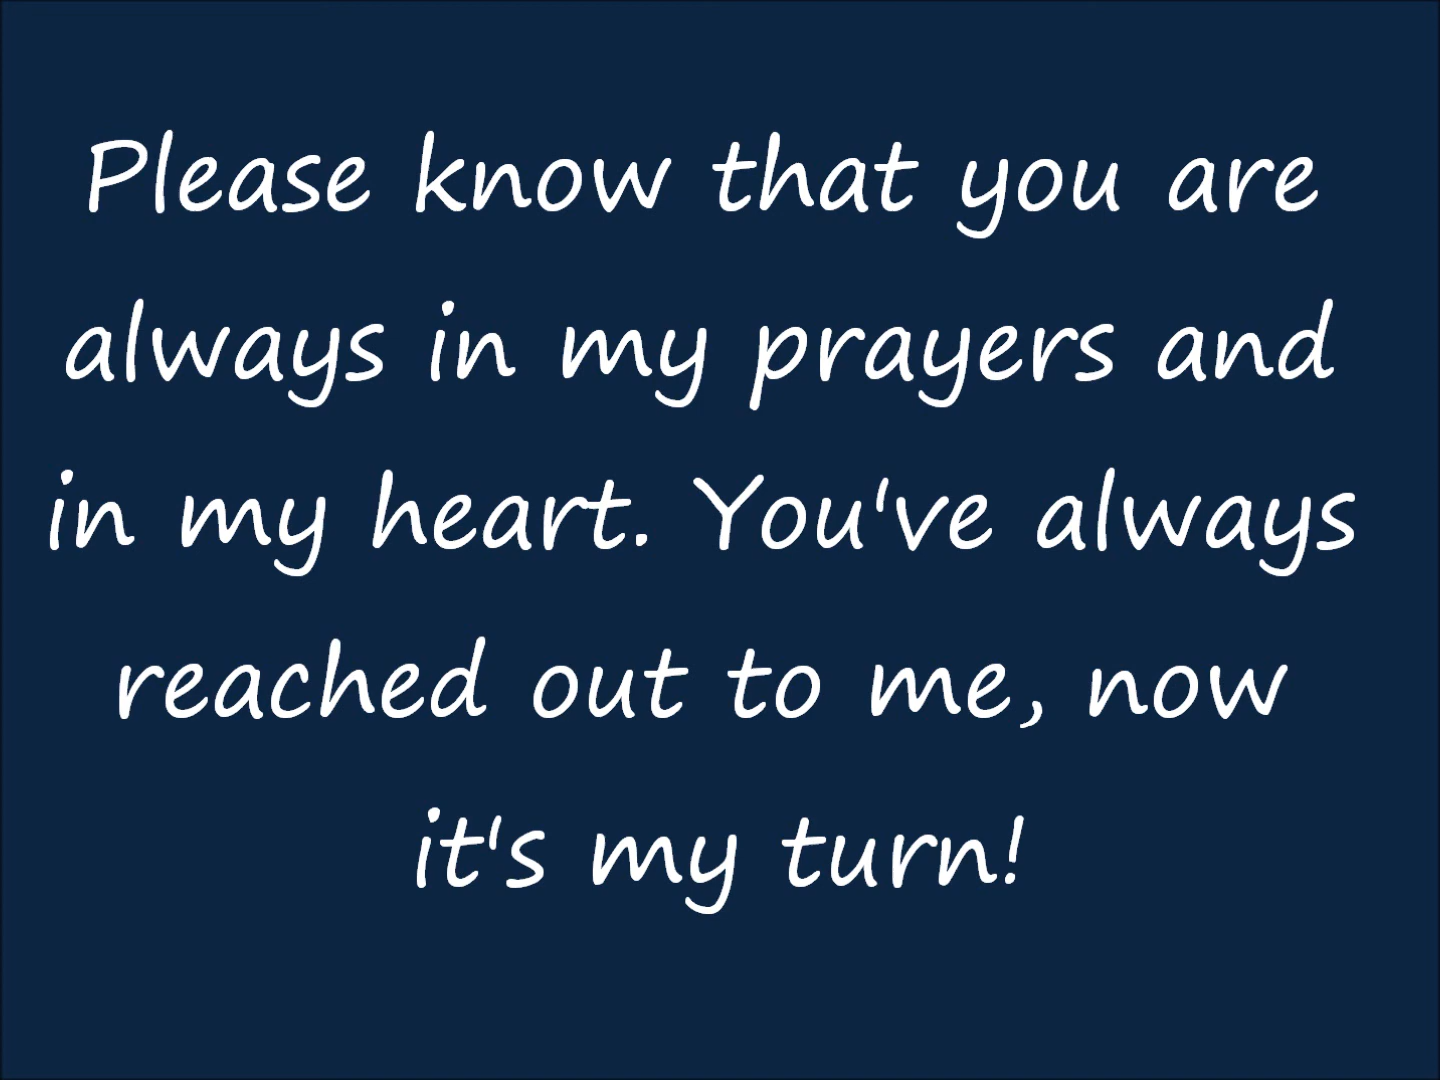 Please know that you are
always in my prayers and
in my heart. You've always
reached out to me, now
it's my turn!